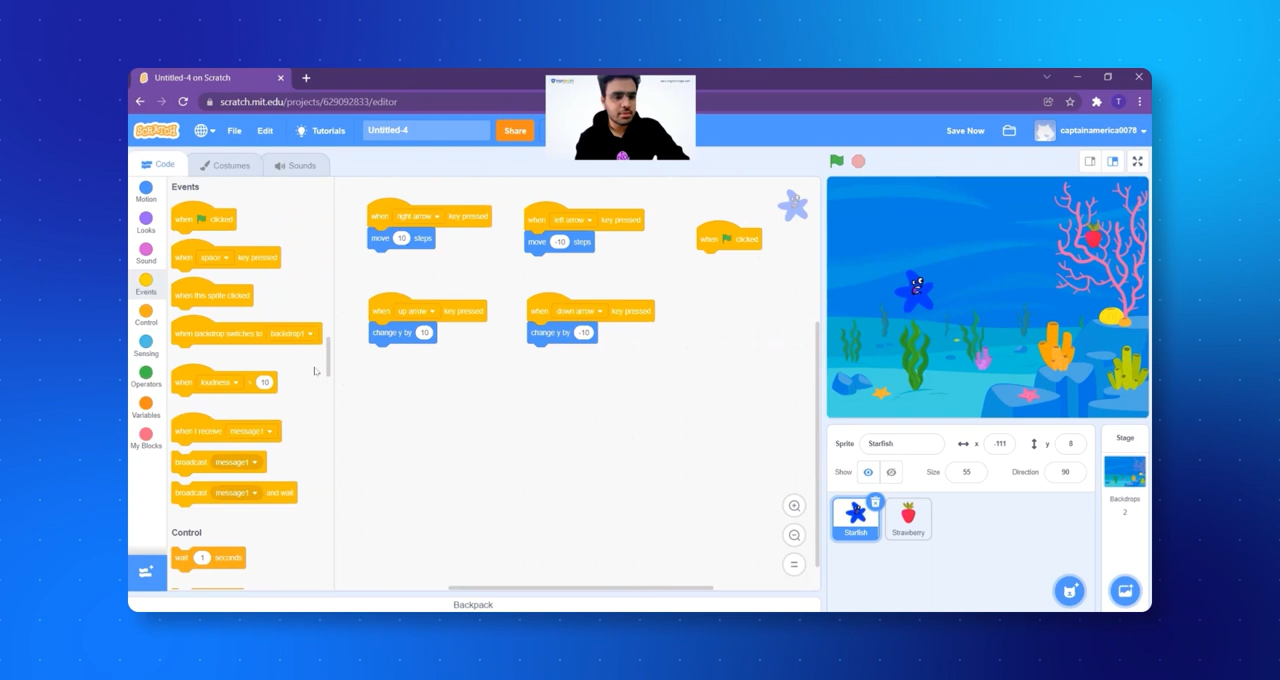 Untitled-4 on Scratch
scratch.mit.edu/projects/629092833/editor
T
SCRATCH
File
Edit
Tutorials
Untitled-4
Share
Save Now
captainamerica0078
Code
Costumes
Sounds
Motion
Looks
Sound
Events
Control
Sensing
Operators
Variables
My Blocks
Events
when clicked
when space key pressed
when this sprite clicked
when backdrop switches to backdrop1
when loudness > 10
when I receive message1
broadcast message1
broadcast message1 and wait
Control
wait 1 seconds
when right arrow key pressed
move 10 steps
when left arrow key pressed
move -10 steps
when clicked
when up arrow key pressed
change y by 10
when down arrow key pressed
change y by -10
Backpack
Sprite
Starfish
x
-111
y
8
Show
Size
55
Direction
90
Starfish
Strawberry
Stage
Backdrops
2